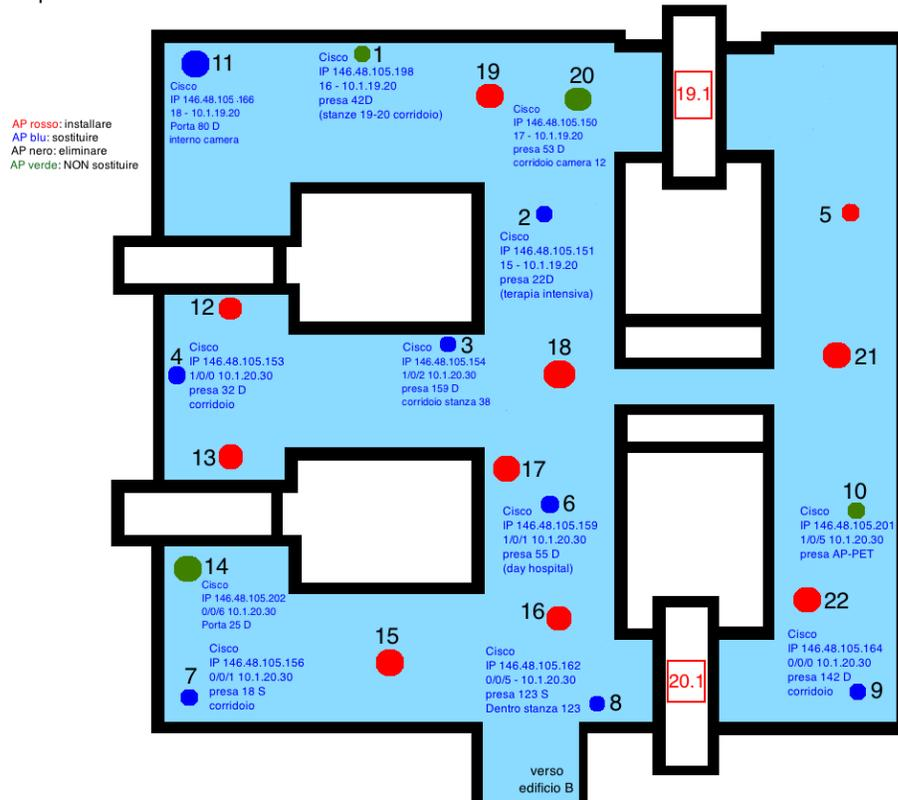 11
Cisco
IP 146.48.105.166
18 - 10.1.19.20
Porta 80 D
interno camera
1
Cisco
IP 146.48.105.198
16 - 10.1.19.20
presa 42D
(stanze 19-20 corridoio)
19
20
Cisco
IP 146.48.105.150
17 - 10.1.19.20
presa 53 D
corridoio camera 12
19.1
AP rosso: installare
AP blu: sostituire
AP nero: eliminare
AP verde: NON sostituire
2
Cisco
IP 146.48.105.151
15 - 10.1.19.20
presa 22D
(terapia intensiva)
5
12
4
Cisco
IP 146.48.105.153
1/0/0 10.1.20.30
presa 32 D
corridoio
3
Cisco
IP 146.48.105.154
1/0/2 10.1.20.30
presa 159 D
corridoio stanza 38
18
21
13
17
6
Cisco
IP 146.48.105.159
1/0/1 10.1.20.30
presa 55 D
(day hospital)
10
Cisco
IP 146.48.105.201
1/0/5 10.1.20.30
presa AP-PET
14
Cisco
IP 146.48.105.202
0/0/6 10.1.20.30
Porta 25 D
7
Cisco
IP 146.48.105.156
0/0/1 10.1.20.30
presa 18 S
corridoio
15
16
Cisco
IP 146.48.105.162
0/0/5 - 10.1.20.30
presa 123 S
Dentro stanza 123
8
20.1
22
Cisco
IP 146.48.105.164
0/0/0 10.1.20.30
presa 142 D
corridoio
9
verso
edificio B